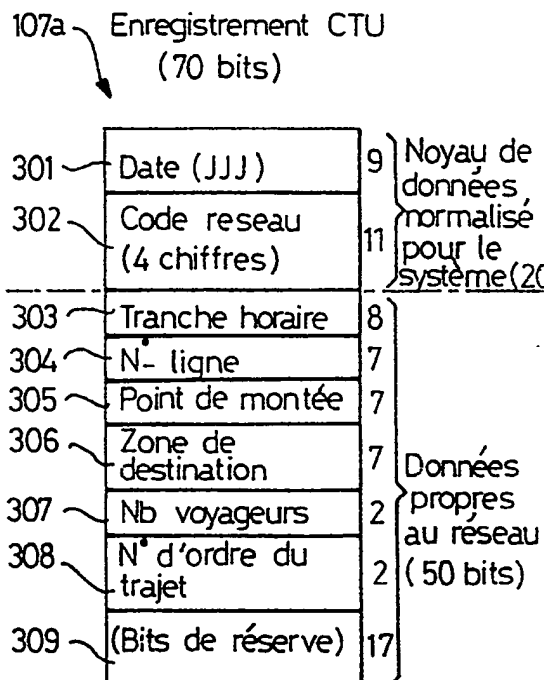 107a Enregistrement CTU
(70 bits)
301 Date (JJJ) 9
302 Code reseau
(4 chiffres) 11
Noyau de
données
normalisé
pour le
système (20
303 Tranche horaire 8
304 N° ligne 7
305 Point de montée 7
306 Zone de
destination 7
307 Nb voyageurs 2
308 N° d'ordre du
trajet 2
309 (Bits de réserve) 17
Données
propres
au réseau
(50 bits)